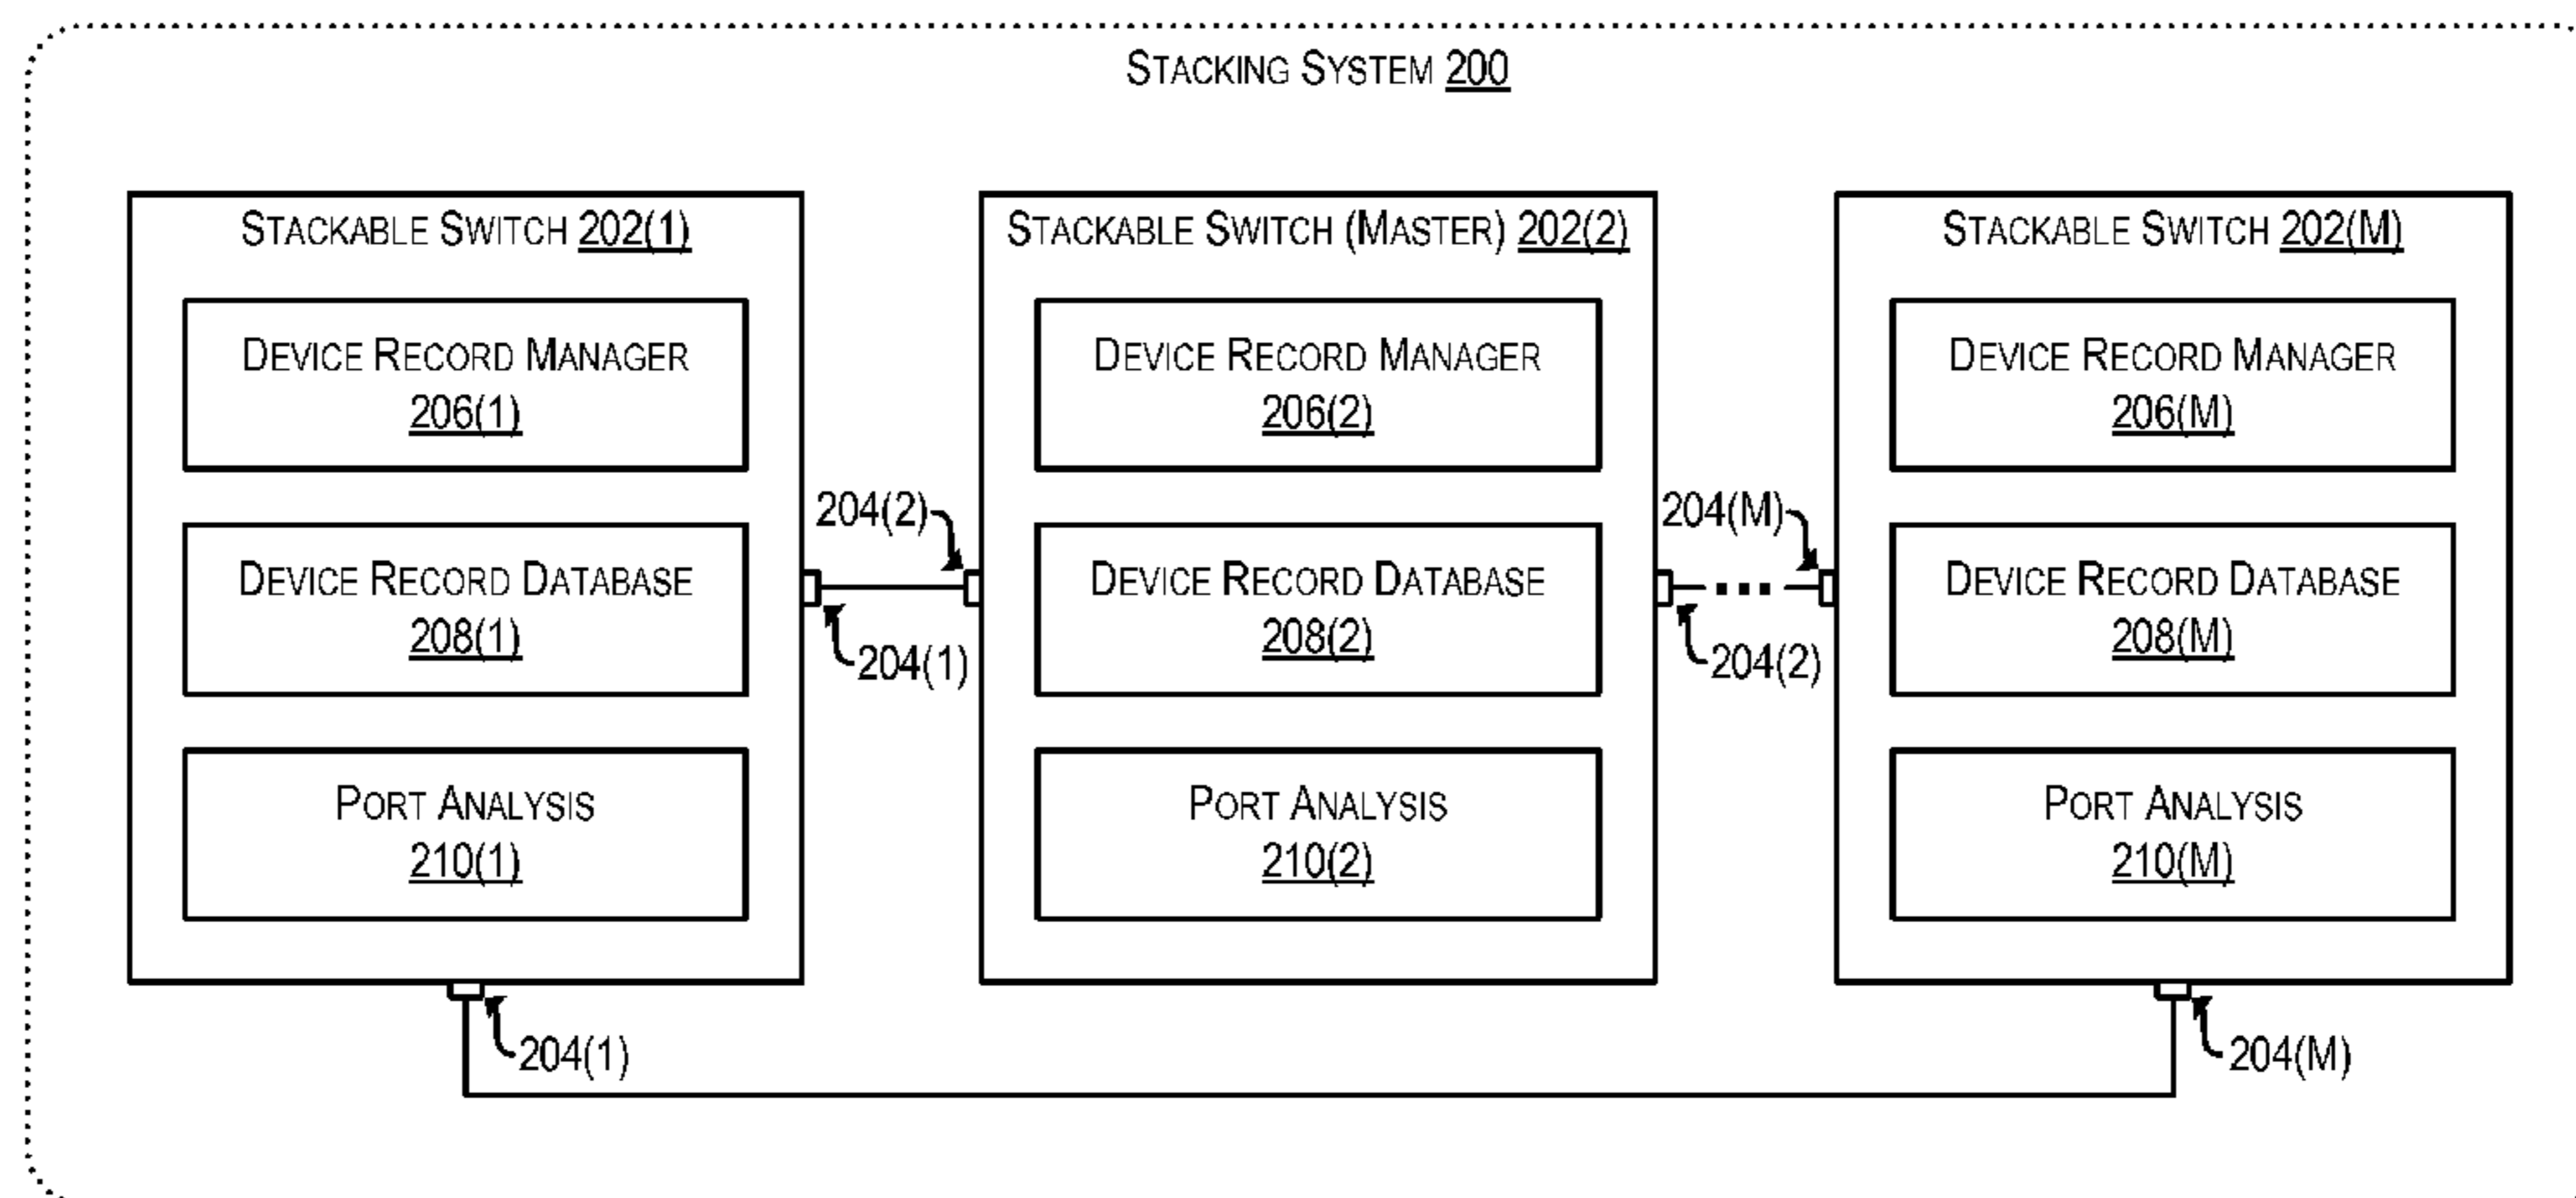 STACKING SYSTEM 200
STACKABLE SWITCH 202(1)
DEVICE RECORD MANAGER
206(1)
DEVICE RECORD DATABASE
208(1)
PORT ANALYSIS
210(1)
204(2)
204(1)
204(1)
STACKABLE SWITCH (MASTER) 202(2)
DEVICE RECORD MANAGER
206(2)
DEVICE RECORD DATABASE
208(2)
PORT ANALYSIS
210(2)
204(M)
204(2)
STACKABLE SWITCH 202(M)
DEVICE RECORD MANAGER
206(M)
DEVICE RECORD DATABASE
208(M)
PORT ANALYSIS
210(M)
204(M)